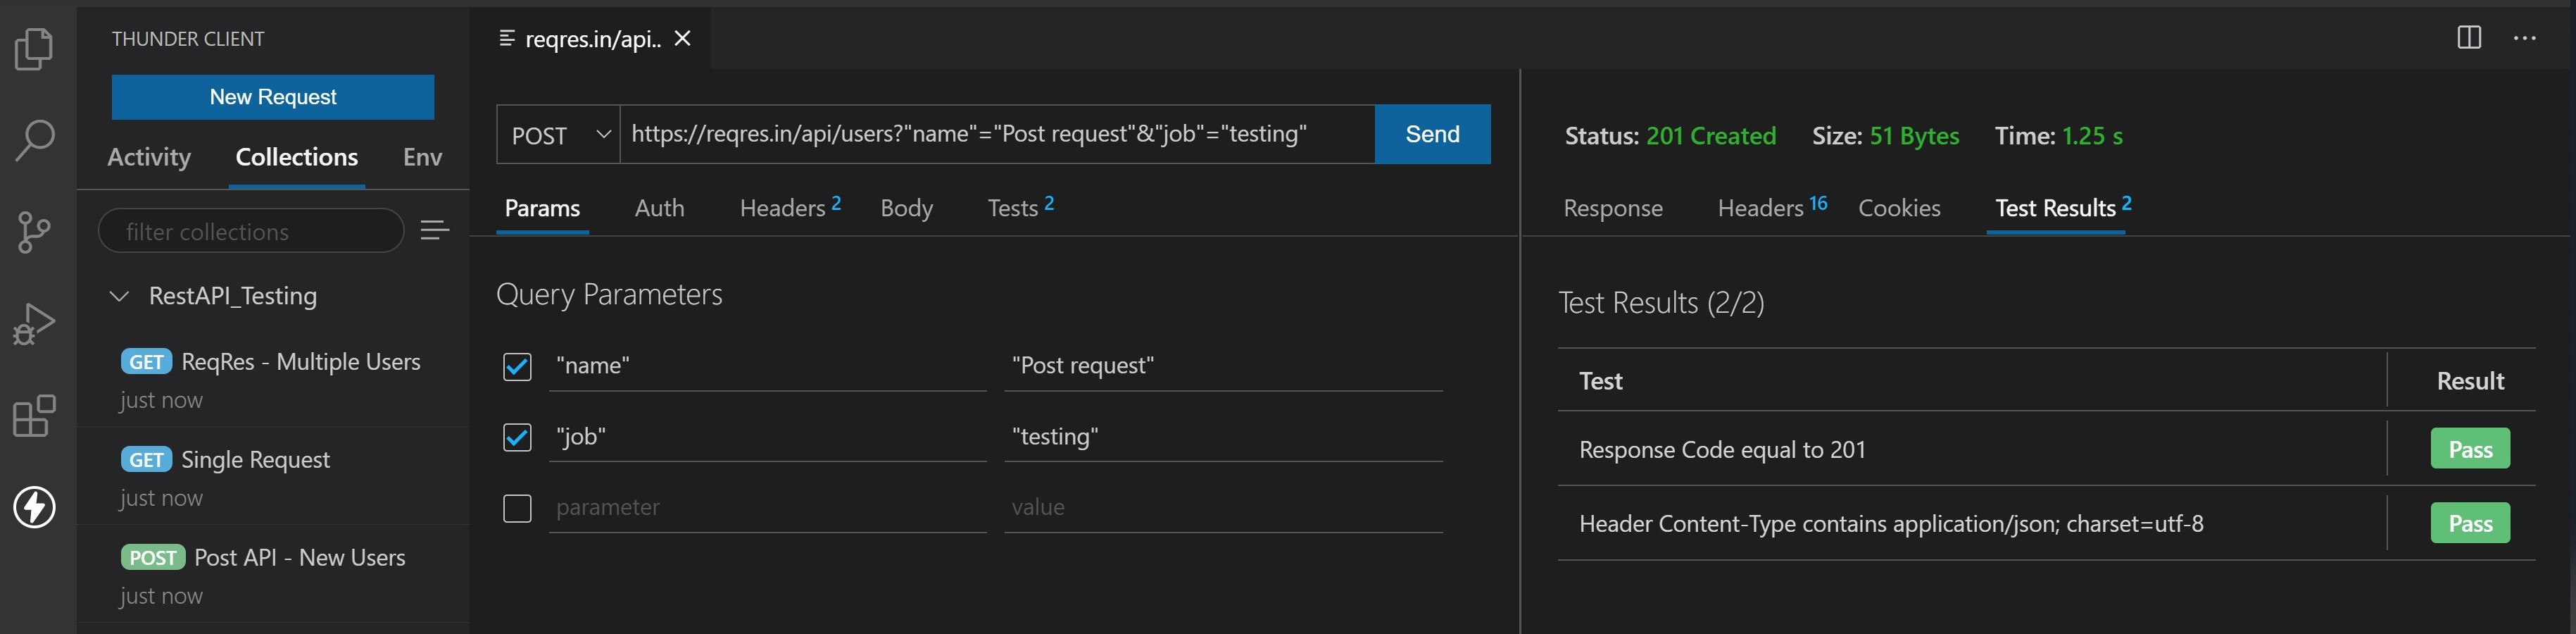 THUNDER CLIENT
New Request
Activity Collections Env
filter collections
RestAPI_Testing
GET ReqRes - Multiple Users
just now
GET Single Request
just now
POST Post API - New Users
just now
reqres.in/api..
POST https://reqres.in/api/users?"name"="Post request"&"job"="testing" Send
Params Auth Headers 2 Body Tests 2
Query Parameters
"name" "Post request"
"job" "testing"
parameter value
Status: 201 Created Size: 51 Bytes Time: 1.25 s
Response Headers 16 Cookies Test Results 2
Test Results (2/2)
Test Result
Response Code equal to 201 Pass
Header Content-Type contains application/json; charset=utf-8 Pass